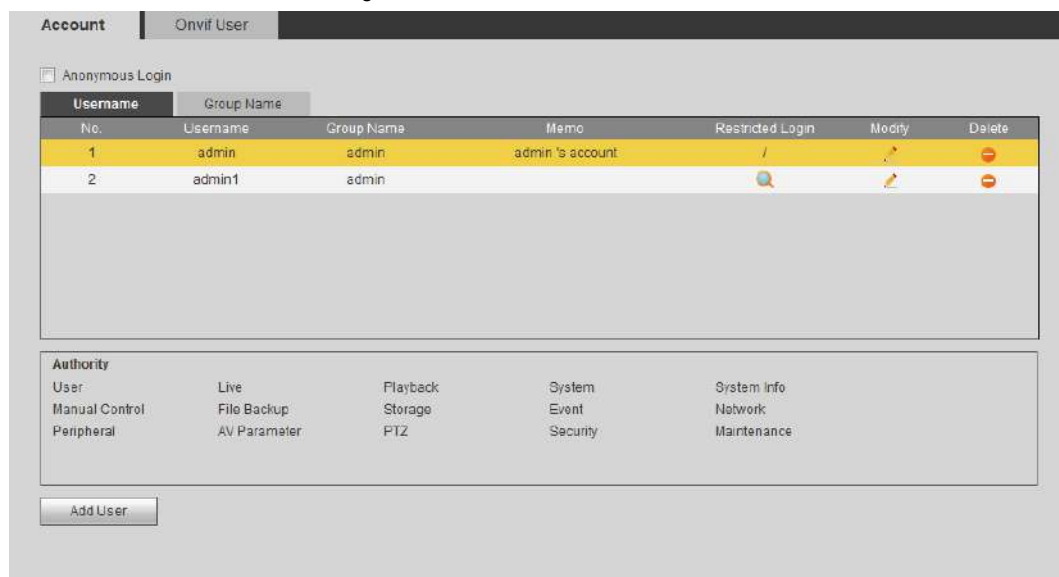 Account Onvif User
Anonymous Login
Username Group Name
No. Username Group Name Memo Restricted Login Modify Delete
1 admin admin admin 's account /
2 admin1 admin
Authority
User Live Playback System System Info
Manual Control File Backup Storage Event Network
Peripheral AV Parameter PTZ Security Maintenance
Add User